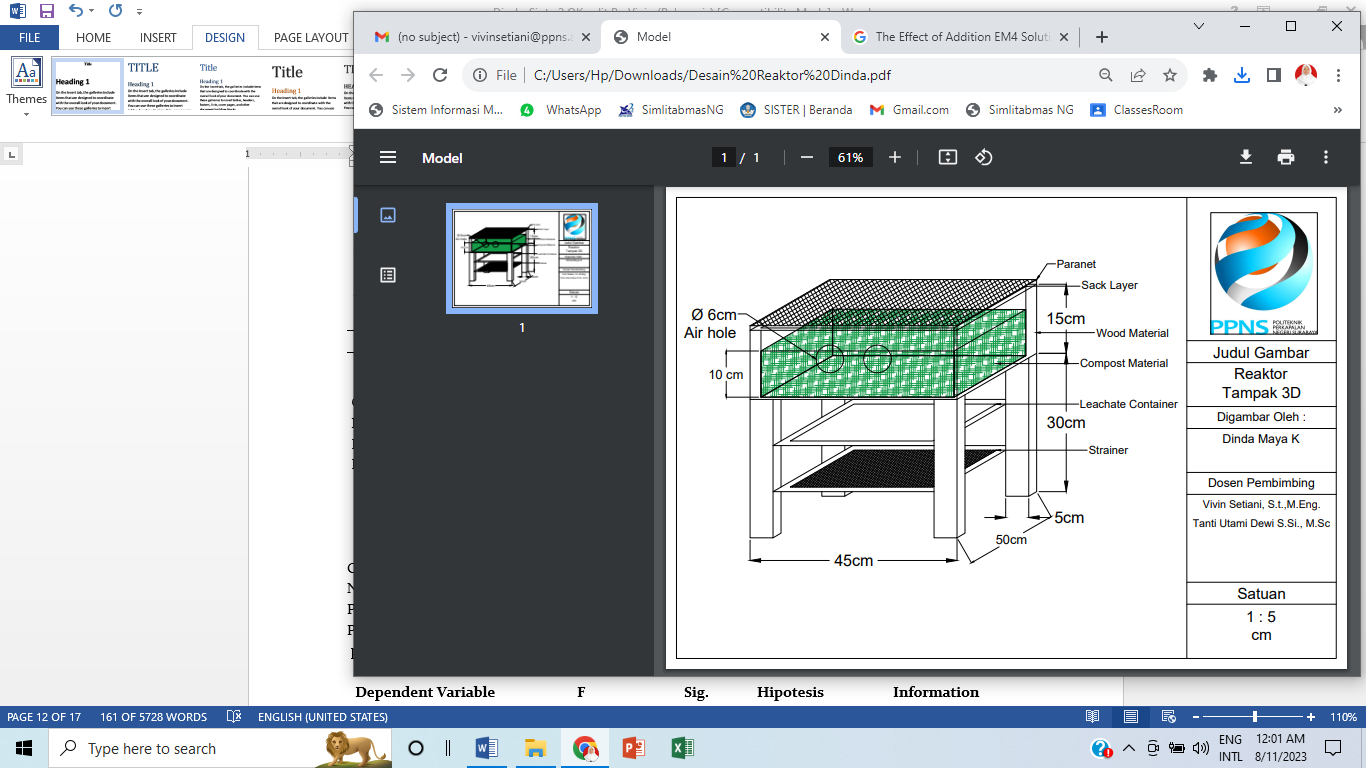 FILE
HOME
INSERT
DESIGN
PAGE LAYOUT
Themes
Title
Heading 1
TITLE
Heading 1
Title
Heading 1
Title
Heading 1
(no subject) - vivinsetiani@ppns.a
Model
The Effect of Addition EM4 Soluti
File
C:/Users/Hp/Downloads/Desain%20Reaktor%20Dinda.pdf
Sistem Informasi M...
WhatsApp
SimlitabmasNG
SISTER | Beranda
Gmail.com
Simlitabmas NG
ClassesRoom
»
Model
1 / 1
61%
1
Paranet
Sack Layer
Ø 6cm
Air hole
15cm
Wood Material
10 cm
Compost Material
Leachate Container
30cm
Strainer
5cm
50cm
45cm
PPNS
POLITEKNIK
PERKAPALAN
NEGERI SURABAYA
Judul Gambar
Reaktor
Tampak 3D
Digambar Oleh :
Dinda Maya K
Dosen Pembimbing
Vivin Setiani, S.t.,M.Eng.
Tanti Utami Dewi S.Si., M.Sc
Satuan
1 : 5
cm
Dependent Variable F Sig. Hipotesis Information
PAGE 12 OF 17 161 OF 5728 WORDS ENGLISH (UNITED STATES)
110%
Type here to search
ENG
INTL
12:01 AM
8/11/2023